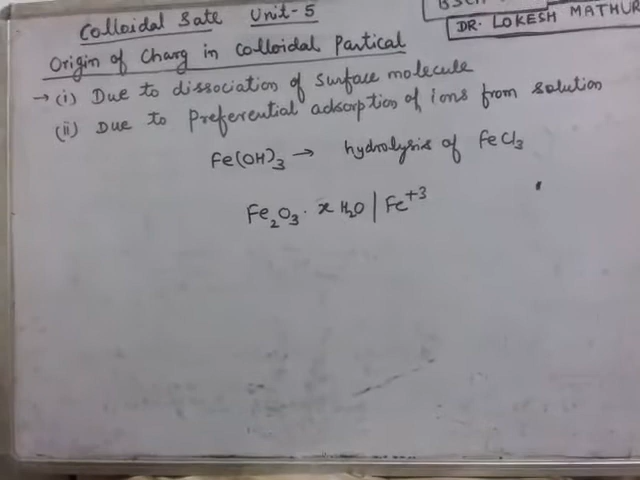 Colloidal Sate Unit-5
DR. LOKESH MATHUR
Origin of Charg in colloidal Partical
→ (i) Due to dissociation of surface molecule
(ii) Due to Preferential adsorption of ions from solution
Fe(OH)3 → hydrolysis of FeCl3
Fe2O3 · x H2O | Fe+3